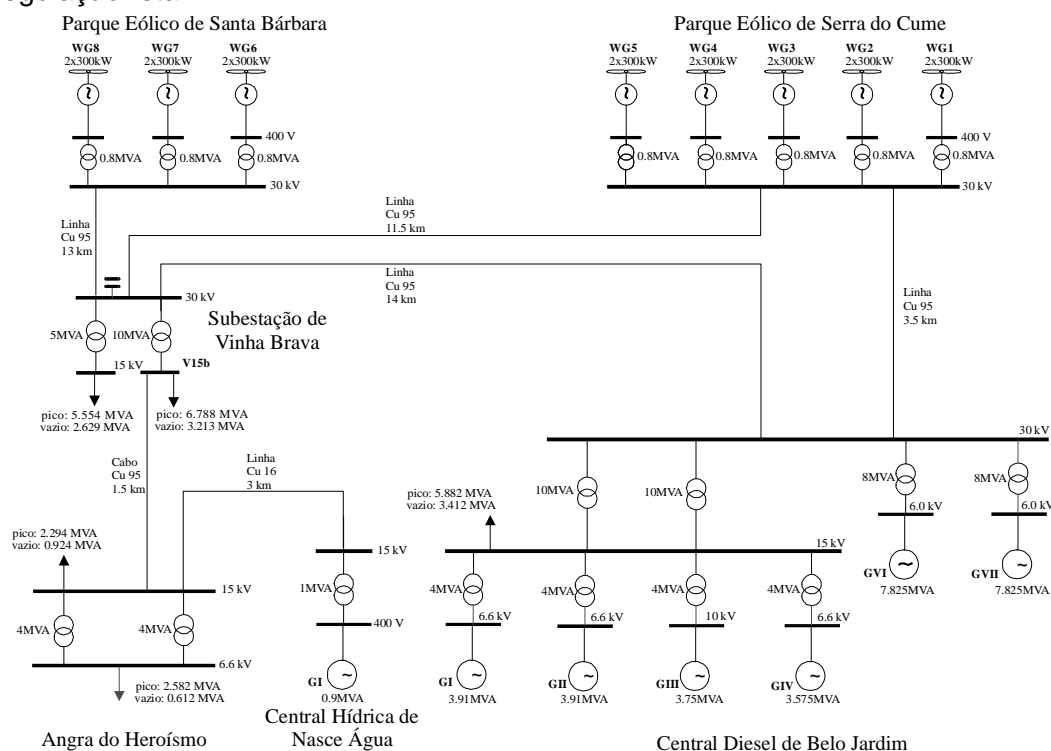 Parque Eólico de Santa Bárbara
Parque Eólico de Serra do Cume
WG8
2x300kW
WG7
2x300kW
WG6
2x300kW
WG5
2x300kW
WG4
2x300kW
WG3
2x300kW
WG2
2x300kW
WG1
2x300kW
400 V
400 V
0.8MVA
0.8MVA
0.8MVA
0.8MVA
0.8MVA
0.8MVA
0.8MVA
0.8MVA
30 kV
30 kV
Linha
Cu 95
13 km
Linha
Cu 95
11.5 km
Linha
Cu 95
14 km
Linha
Cu 95
3.5 km
30 kV
Subestação de
Vinha Brava
5MVA
10MVA
15 kV
V15b
pico: 5.554 MVA
vazio: 2.629 MVA
pico: 6.788 MVA
vazio: 3.213 MVA
30 kV
Cabo
Cu 95
1.5 km
Linha
Cu 16
3 km
10MVA
10MVA
8MVA
8MVA
6.0 kV
6.0 kV
pico: 5.882 MVA
vazio: 3.412 MVA
pico: 2.294 MVA
vazio: 0.924 MVA
15 kV
15 kV
GVI
7.825MVA
GVII
7.825MVA
15 kV
1MVA
4MVA
4MVA
4MVA
4MVA
400 V
6.6 kV
6.6 kV
10 kV
6.6 kV
4MVA
4MVA
6.6 kV
pico: 2.582 MVA
vazio: 0.612 MVA
GI
0.9MVA
GI
3.91MVA
GII
3.91MVA
GIII
3.75MVA
GIV
3.575MVA
Angra do Heroísmo
Central Hídrica de
Nasce Água
Central Diesel de Belo Jardim